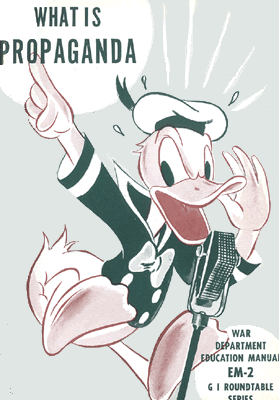 WHAT IS
PROPAGANDA
WAR
DEPARTMENT
EDUCATION MANUAL
EM-2
G I ROUNDTABLE
SERIES